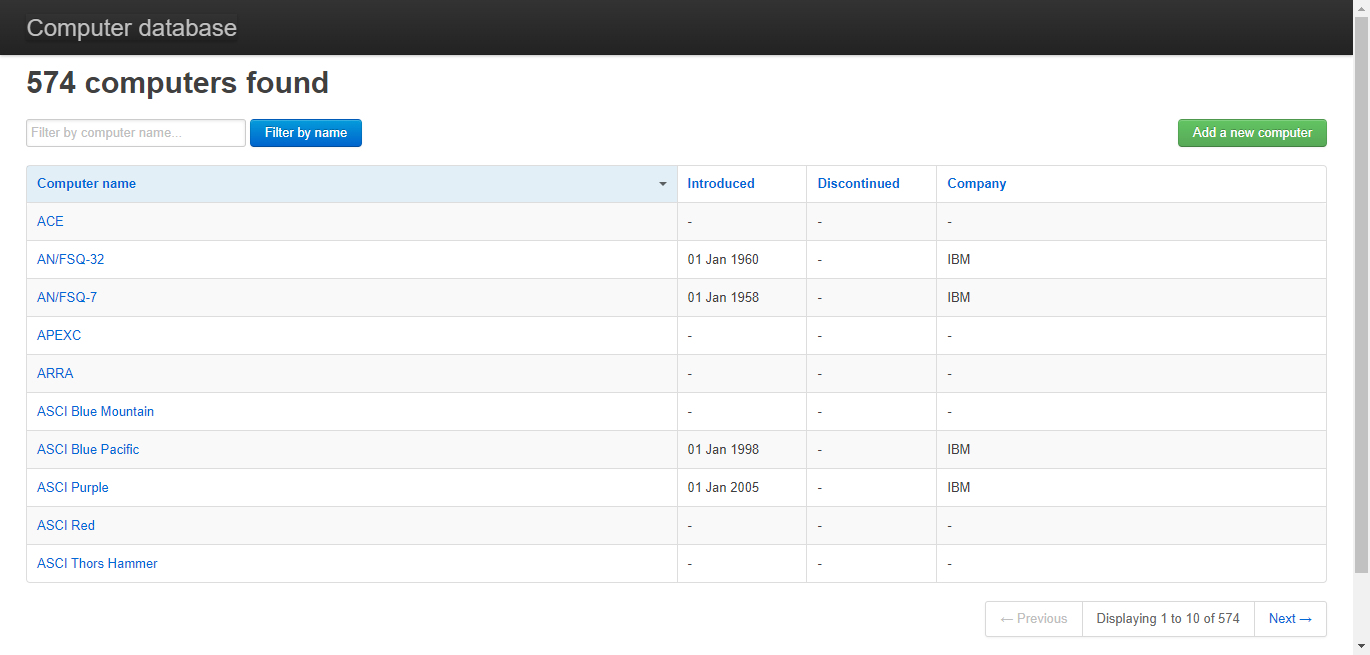 Computer database
574 computers found
Filter by computer name... Filter by name Add a new computer
Computer name Introduced Discontinued Company
ACE - - -
AN/FSQ-32 01 Jan 1960 - IBM
AN/FSQ-7 01 Jan 1958 - IBM
APEXC - - -
ARRA - - -
ASCI Blue Mountain - - -
ASCI Blue Pacific 01 Jan 1998 - IBM
ASCI Purple 01 Jan 2005 - IBM
ASCI Red - - -
ASCI Thors Hammer - - -
← Previous Displaying 1 to 10 of 574 Next →